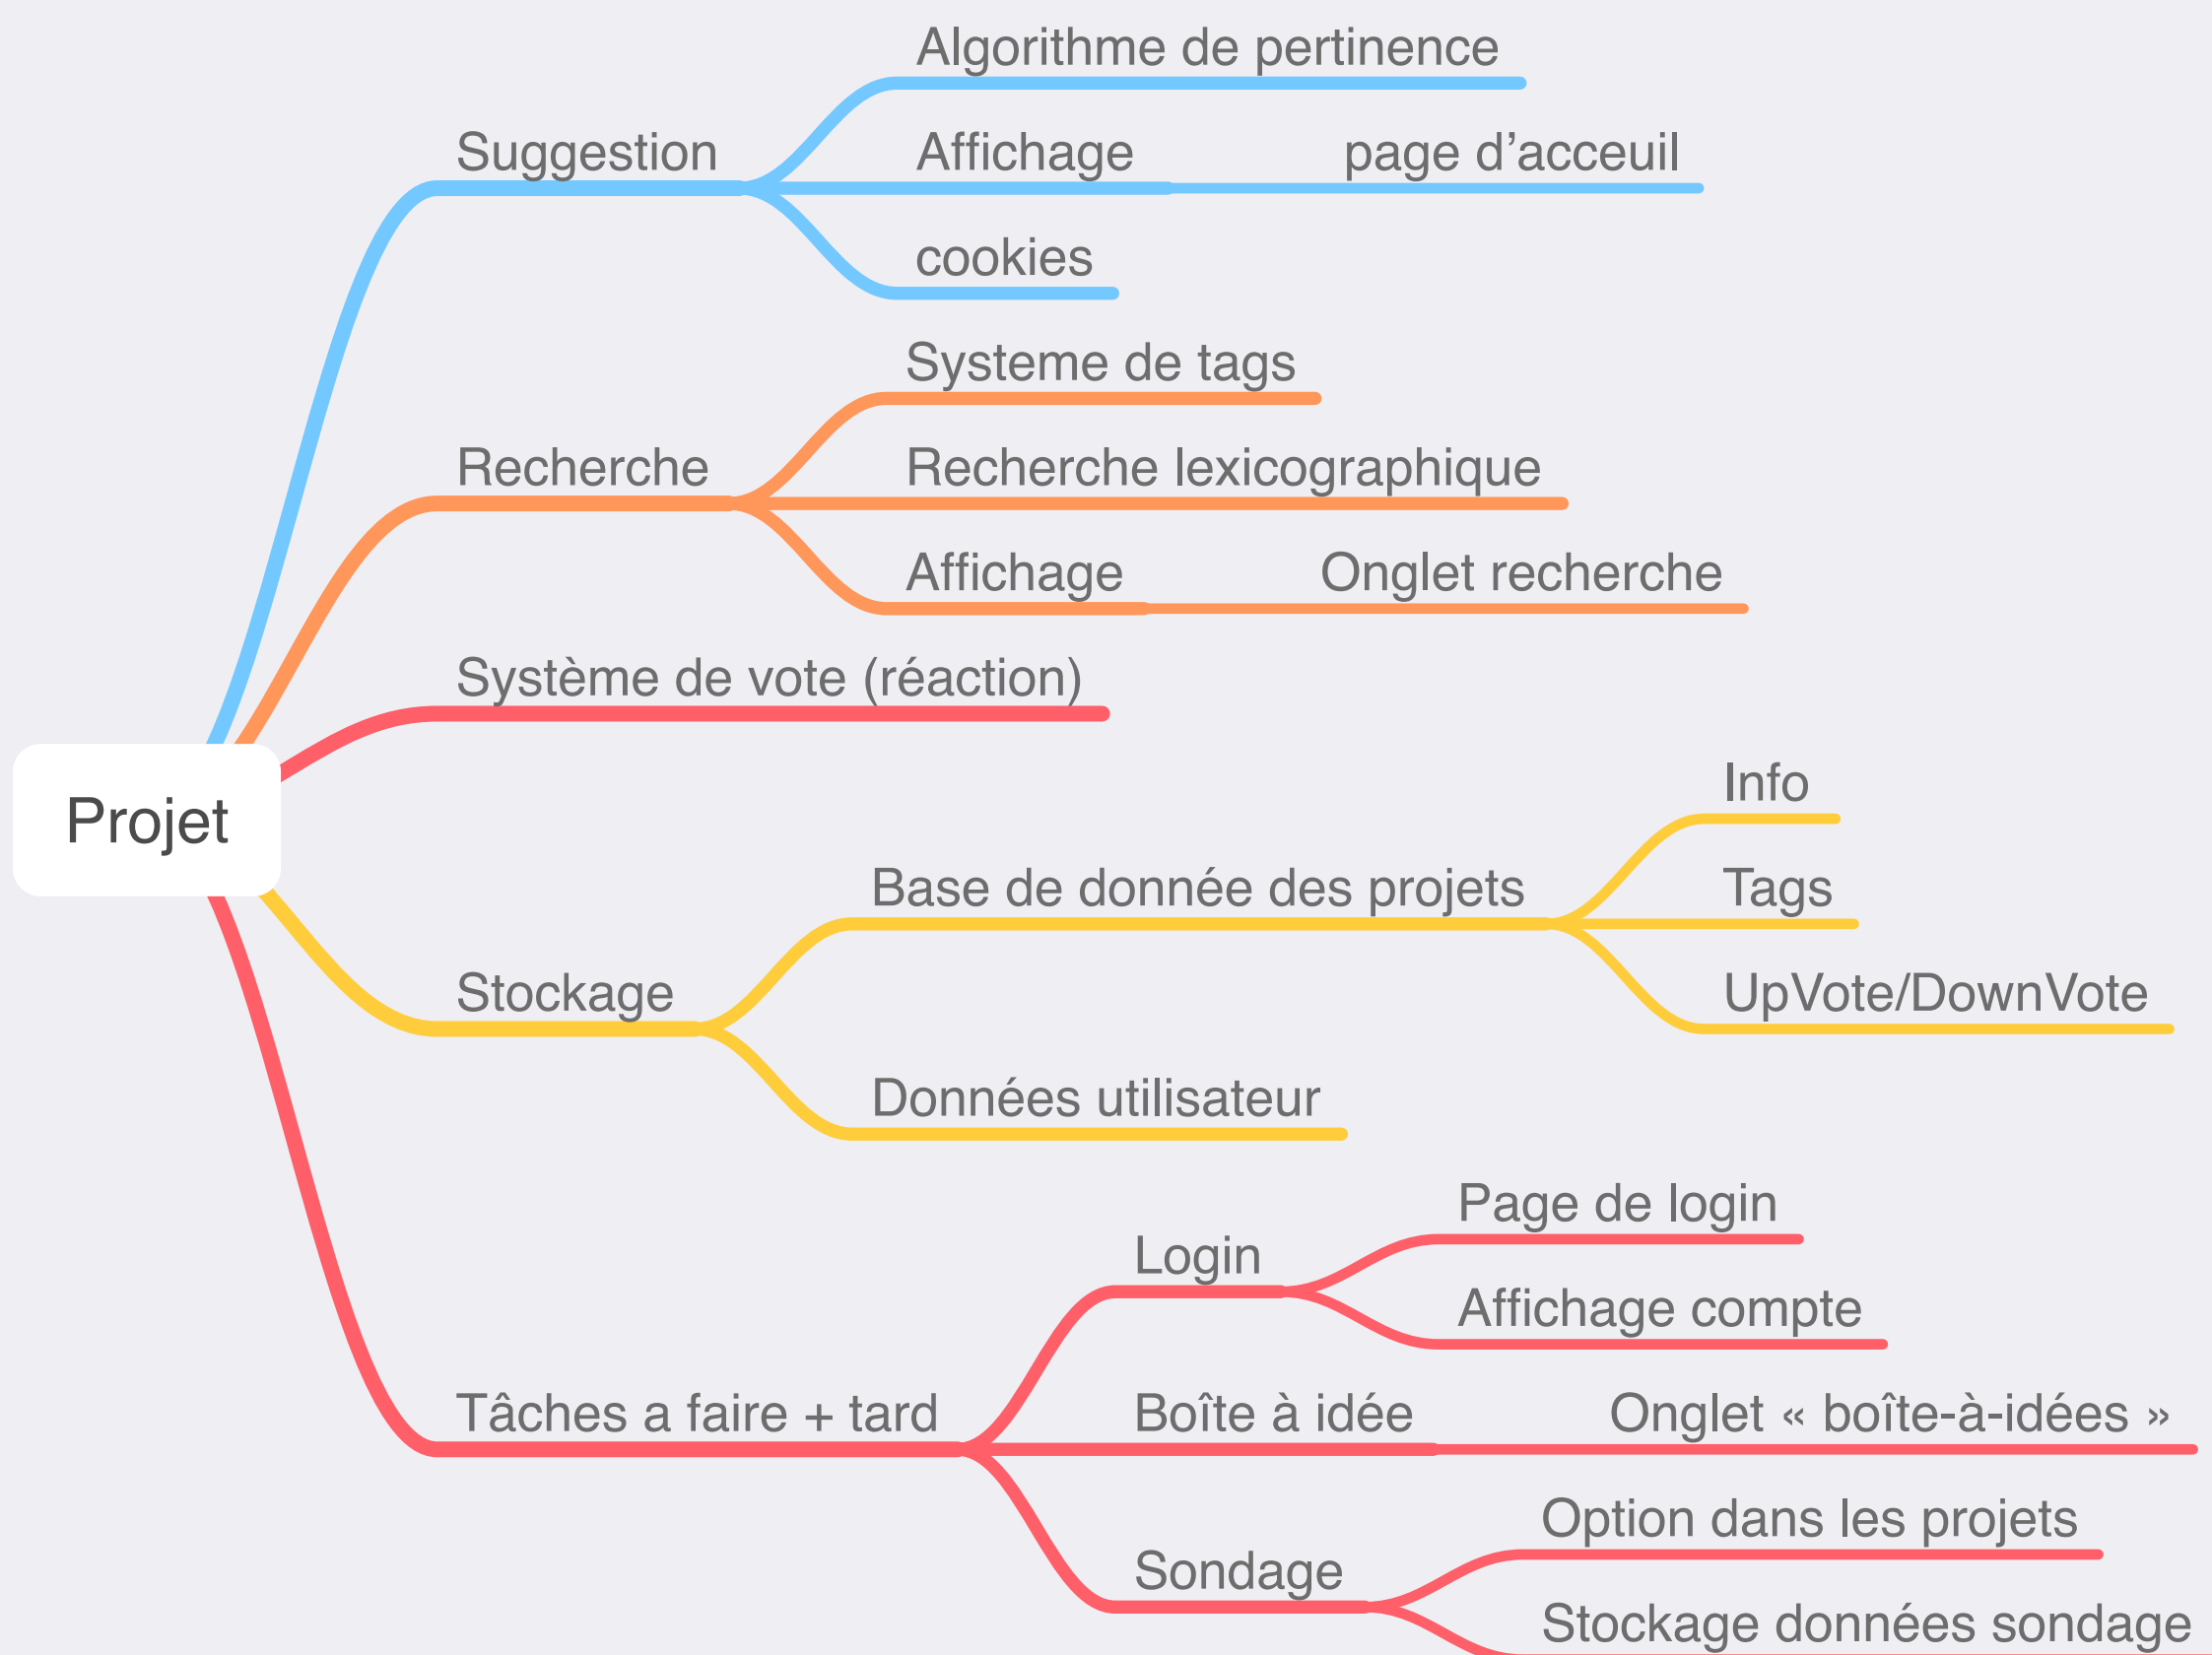 Algorithme de pertinence
Suggestion
Affichage
page d’acceuil
cookies
Systeme de tags
Recherche
Recherche lexicographique
Affichage
Onglet recherche
Système de vote (réaction)
Projet
Info
Base de donnée des projets
Tags
Stockage
UpVote/DownVote
Données utilisateur
Page de login
Login
Affichage compte
Tâches a faire + tard
Boîte à idée
Onglet « boîte-à-idées »
Option dans les projets
Sondage
Stockage données sondage